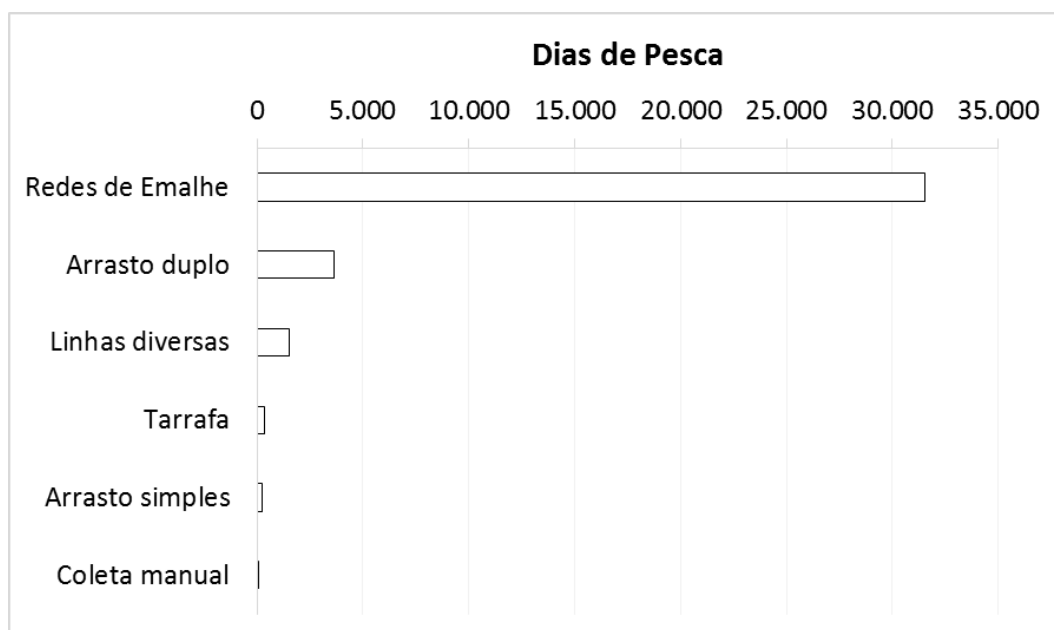 Dias de Pesca
0 5.000 10.000 15.000 20.000 25.000 30.000 35.000
Redes de Emalhe
Arrasto duplo
Linhas diversas
Tarrafa
Arrasto simples
Coleta manual